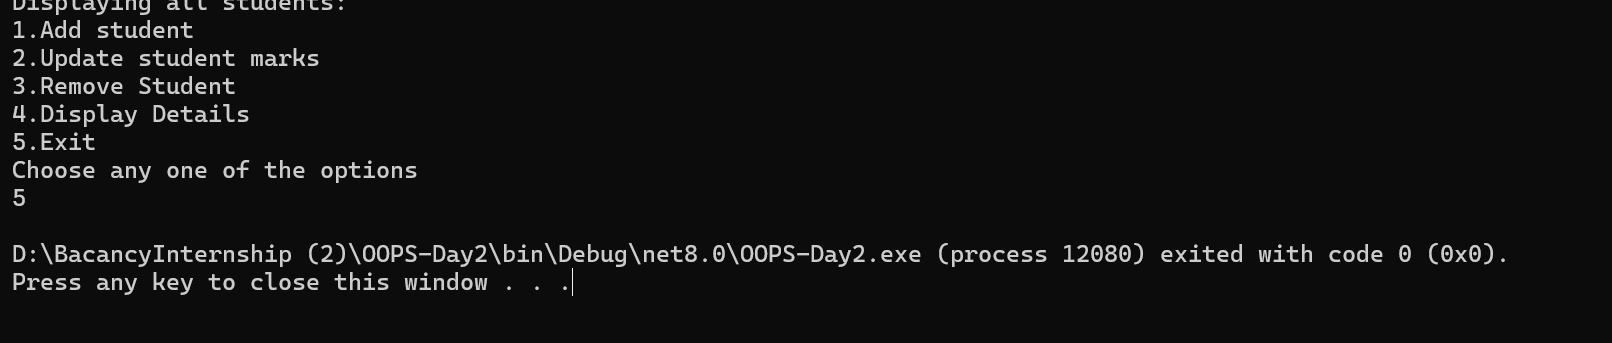 Displaying all students:
1.Add student
2.Update student marks
3.Remove Student
4.Display Details
5.Exit
Choose any one of the options
5
D:\BacancyInternship (2)\OOPS-Day2\bin\Debug\net8.0\OOPS-Day2.exe (process 12080) exited with code 0 (0x0).
Press any key to close this window . . .